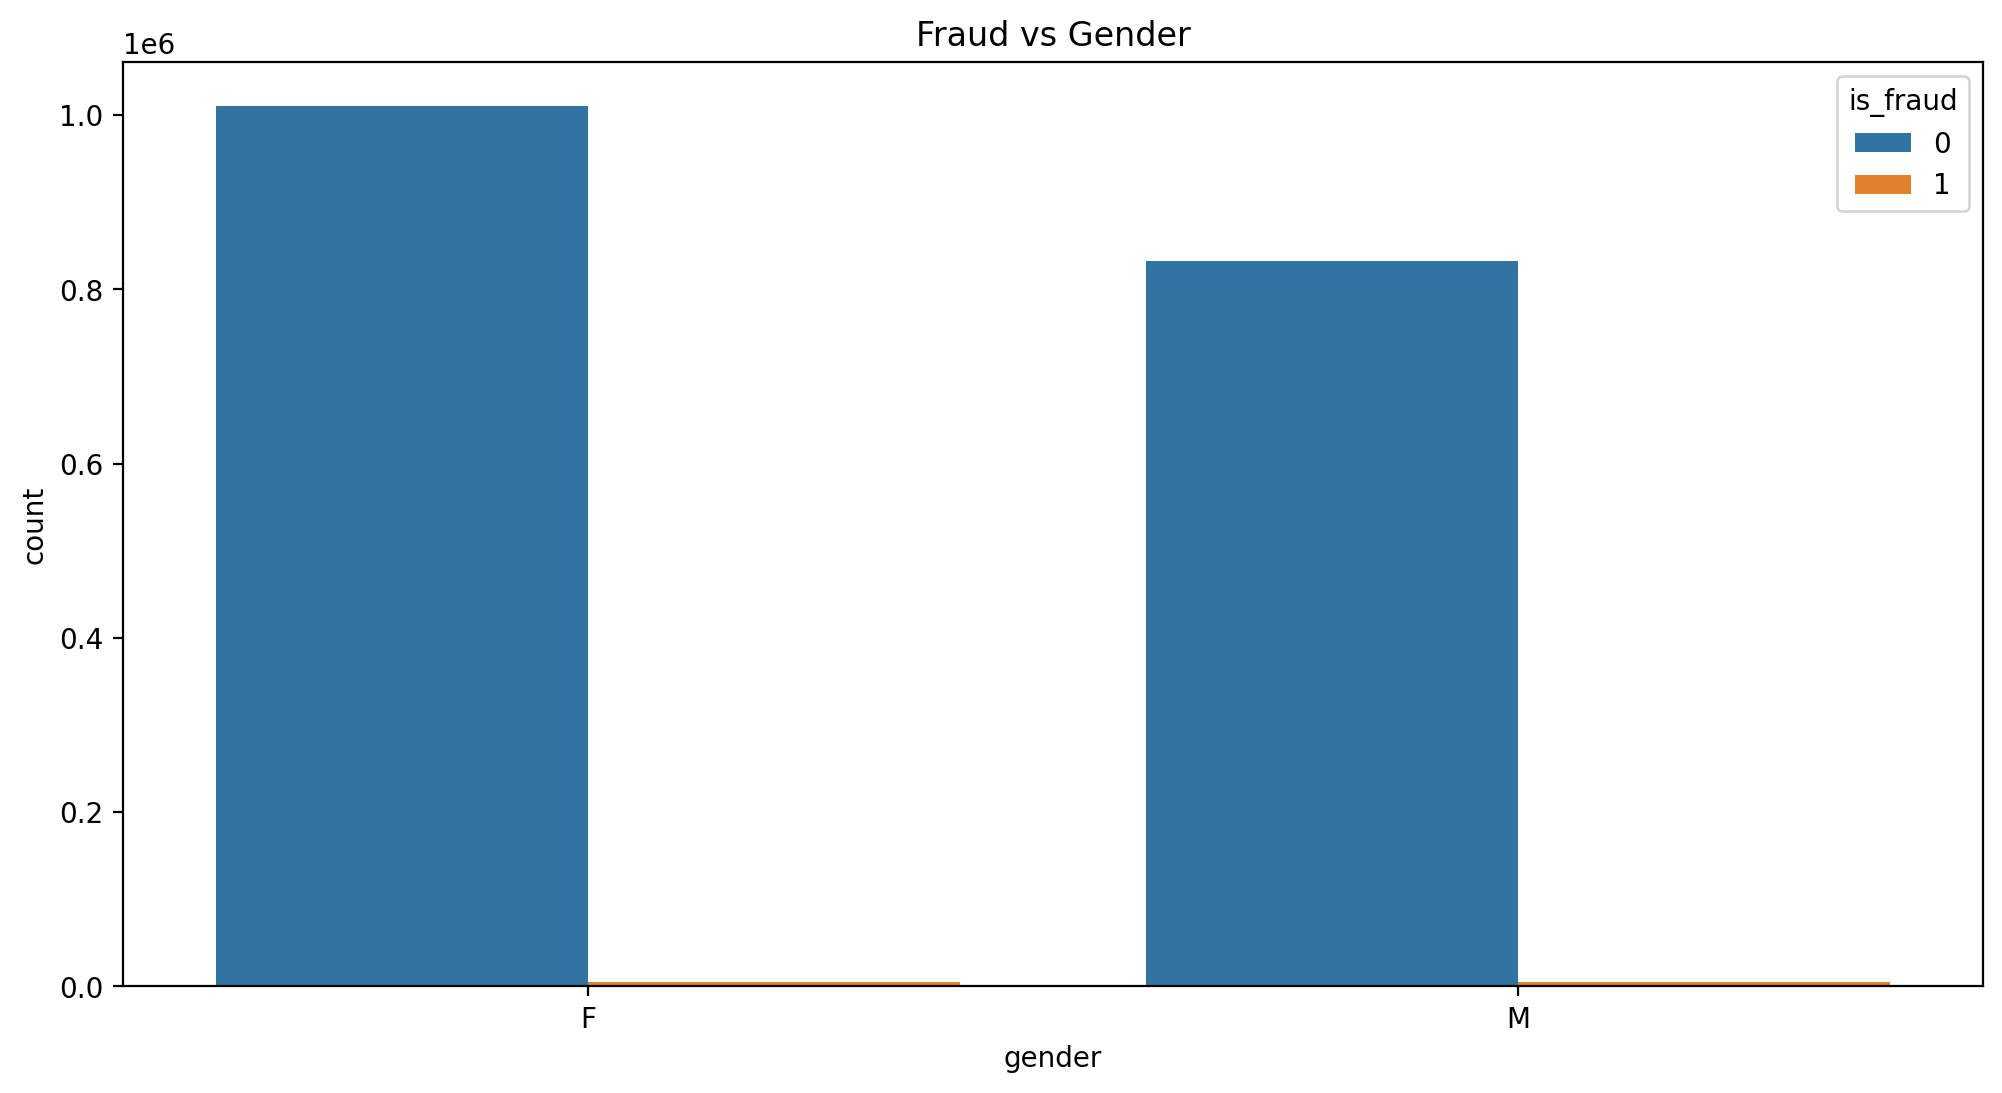 Fraud vs Gender
1e6
1.0
0.8
0.6
0.4
0.2
0.0
count
F
M
gender
is_fraud
0
1